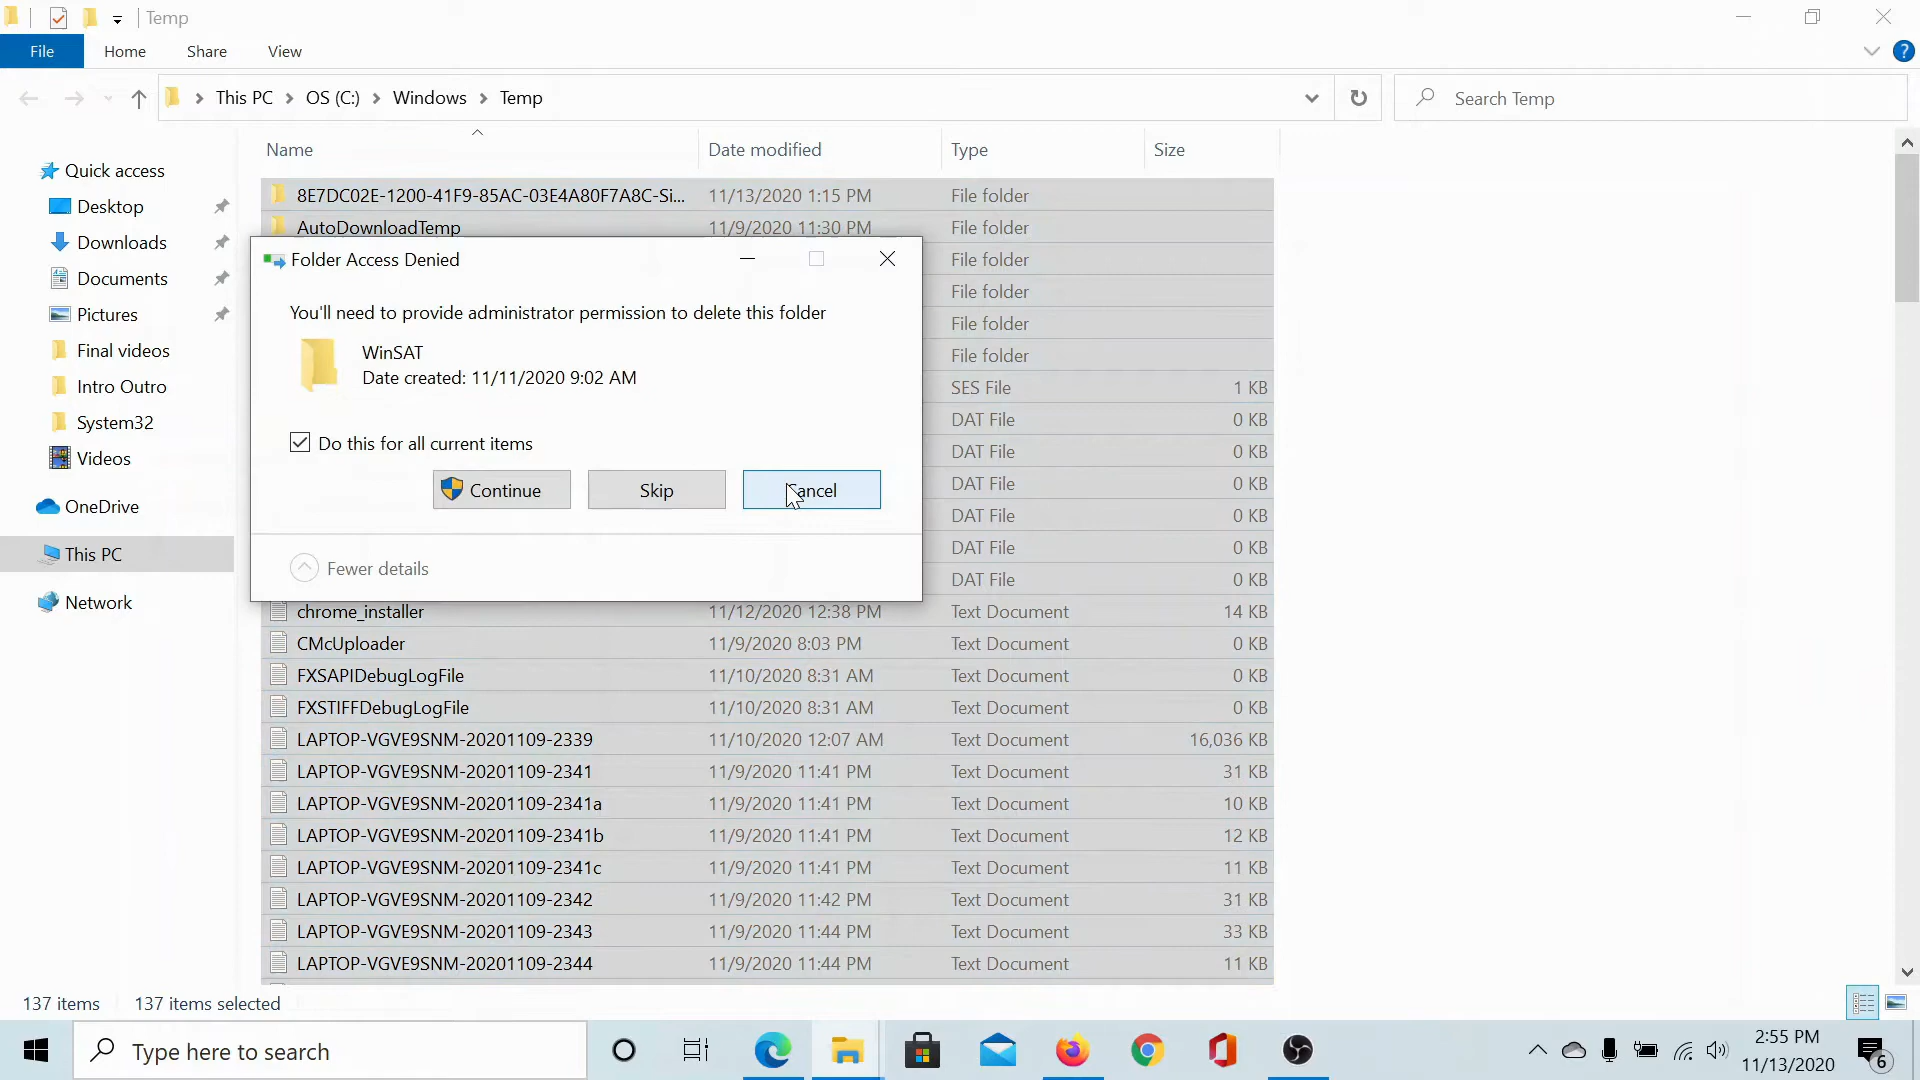 Temp
File Home Share View
This PC OS (C:) Windows Temp
Search Temp
Name Date modified Type Size
Quick access
Desktop
Downloads
Documents
Pictures
Final videos
Intro Outro
System32
Videos
OneDrive
This PC
Network
8E7DC02E-1200-41F9-85AC-03E4A80F7A8C-Si... 11/13/2020 1:15 PM File folder
AutoDownloadTemp 11/9/2020 11:30 PM File folder
File folder
File folder
File folder
File folder
SES File 1 KB
DAT File 0 KB
DAT File 0 KB
DAT File 0 KB
DAT File 0 KB
DAT File 0 KB
DAT File 0 KB
Folder Access Denied
You'll need to provide administrator permission to delete this folder
WinSAT
Date created: 11/11/2020 9:02 AM
Do this for all current items
Continue Skip Cancel
Fewer details
chrome_installer 11/12/2020 12:38 PM Text Document 14 KB
CMcUploader 11/9/2020 8:03 PM Text Document 0 KB
FXSAPIDebugLogFile 11/10/2020 8:31 AM Text Document 0 KB
FXSTIFFDebugLogFile 11/10/2020 8:31 AM Text Document 0 KB
LAPTOP-VGVE9SNM-20201109-2339 11/10/2020 12:07 AM Text Document 16,036 KB
LAPTOP-VGVE9SNM-20201109-2341 11/9/2020 11:41 PM Text Document 31 KB
LAPTOP-VGVE9SNM-20201109-2341a 11/9/2020 11:41 PM Text Document 10 KB
LAPTOP-VGVE9SNM-20201109-2341b 11/9/2020 11:41 PM Text Document 12 KB
LAPTOP-VGVE9SNM-20201109-2341c 11/9/2020 11:41 PM Text Document 11 KB
LAPTOP-VGVE9SNM-20201109-2342 11/9/2020 11:42 PM Text Document 31 KB
LAPTOP-VGVE9SNM-20201109-2343 11/9/2020 11:44 PM Text Document 33 KB
LAPTOP-VGVE9SNM-20201109-2344 11/9/2020 11:44 PM Text Document 11 KB
137 items 137 items selected
Type here to search
2:55 PM
11/13/2020
6